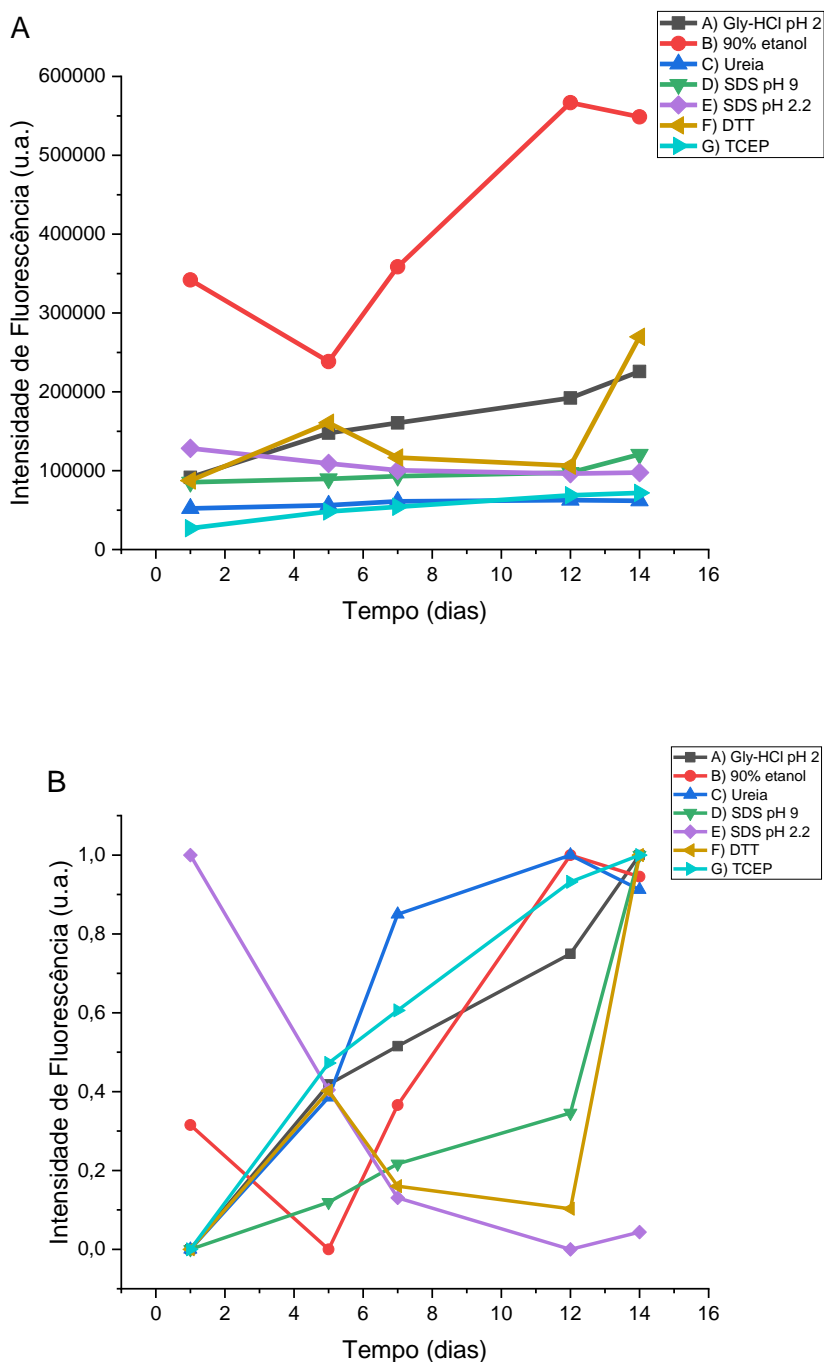 A
A) Gly-HCl pH 2
B) 90% etanol
C) Ureia
D) SDS pH 9
E) SDS pH 2.2
F) DTT
G) TCEP
600000
500000
400000
300000
200000
100000
0
Intensidade de Fluorescência (u.a.)
0 2 4 6 8 10 12 14 16
Tempo (dias)
B
A) Gly-HCl pH 2
B) 90% etanol
C) Ureia
D) SDS pH 9
E) SDS pH 2.2
F) DTT
G) TCEP
1,0
0,8
0,6
0,4
0,2
0,0
Intensidade de Fluorescência (u.a.)
0 2 4 6 8 10 12 14 16
Tempo (dias)